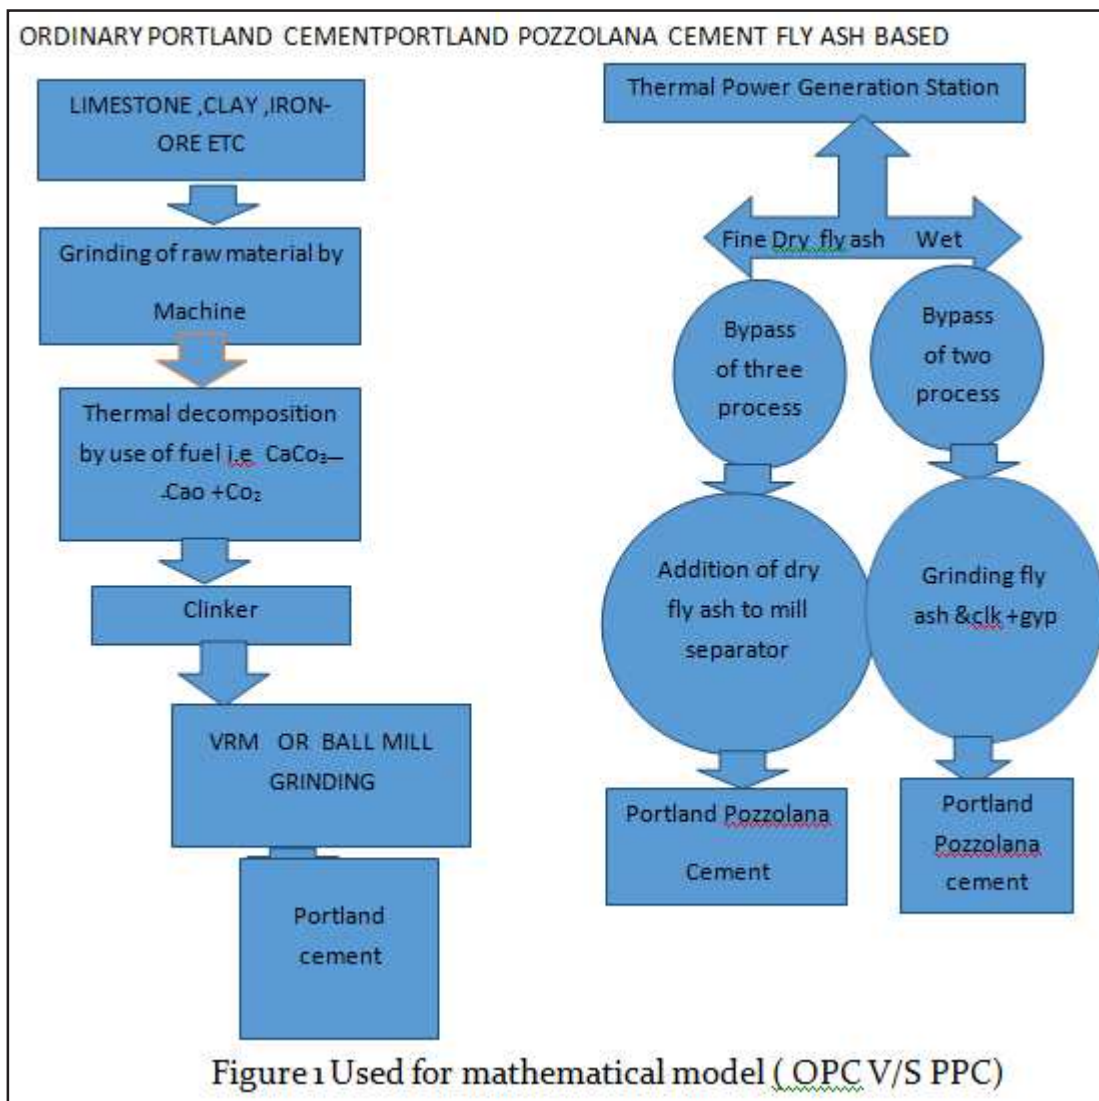 ORDINARY PORTLAND CEMENTPORTLAND POZZOLANA CEMENT FLY ASH BASED
LIMESTONE ,CLAY ,IRON-
ORE ETC
Grinding of raw material by
Machine
Thermal decomposition
by use of fuel i.e CaCo₃—
.Cao +Co₂
Clinker
VRM OR BALL MILL
GRINDING
Portland
cement
Thermal Power Generation Station
Fine Dry fly ash Wet
Bypass
of three
process
Bypass
of two
process
Addition of dry
fly ash to mill
separator
Grinding fly
ash &clk +gyp
Portland Pozzolana
Cement
Portland
Pozzolana
cement
Figure 1 Used for mathematical model ( OPC V/S PPC)